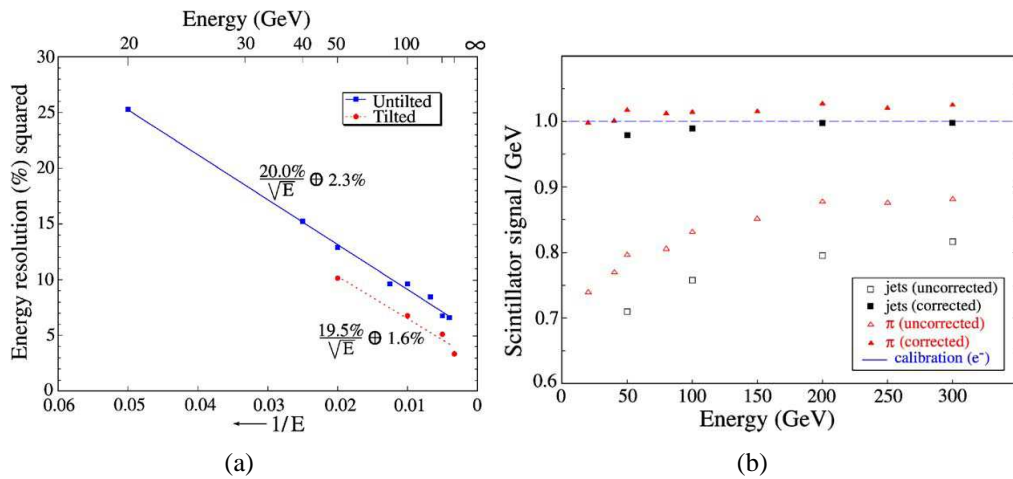 Energy (GeV)
20 30 40 50 100 ∞
Energy resolution (%) squared
30
25
20
15
10
5
0
Untilted
Tilted
20.0%
√E ⊕ 2.3%
19.5%
√E ⊕ 1.6%
0.06 0.05 0.04 0.03 0.02 0.01 0
←1/E
(a)
Scintillator signal / GeV
1.0
0.9
0.8
0.7
0.6
jets (uncorrected)
jets (corrected)
π (uncorrected)
π (corrected)
calibration (e⁻)
0 50 100 150 200 250 300
Energy (GeV)
(b)